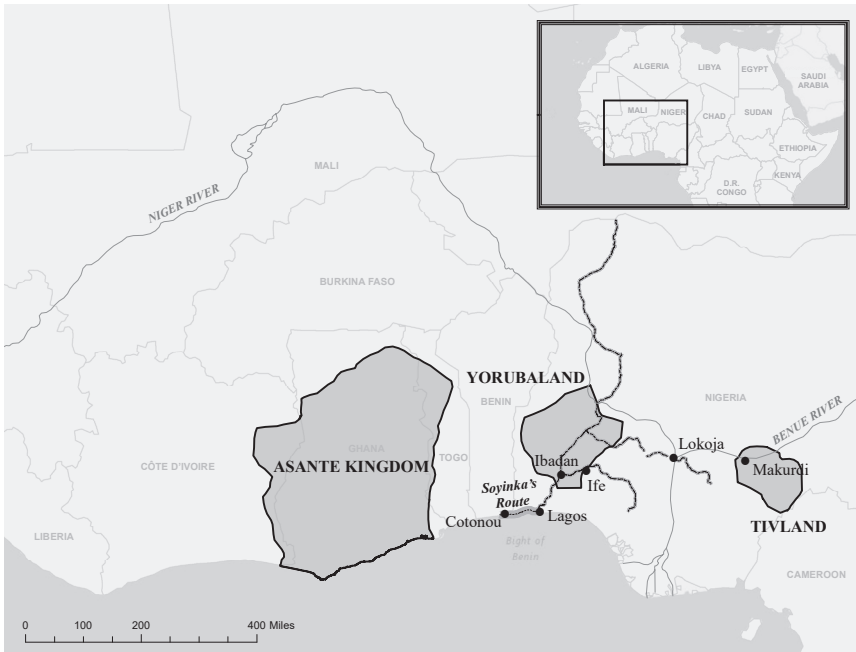 ALGERIA
LIBYA
EGYPT
SAUDI
ARABIA
MALI
NIGER
CHAD
SUDAN
ETHIOPIA
KENYA
D.R.
CONGO
MALI
NIGER RIVER
BURKINA FASO
YORUBALAND
BENIN
NIGERIA
BENUE RIVER
GHANA
ASANTE KINGDOM
TOGO
CÔTE D'IVOIRE
Ibadan
Ife
Lokoja
Makurdi
Soyinka's
Route
Cotonou
Lagos
TIVLAND
LIBERIA
Bight of
Benin
CAMEROON
0 100 200 400 Miles